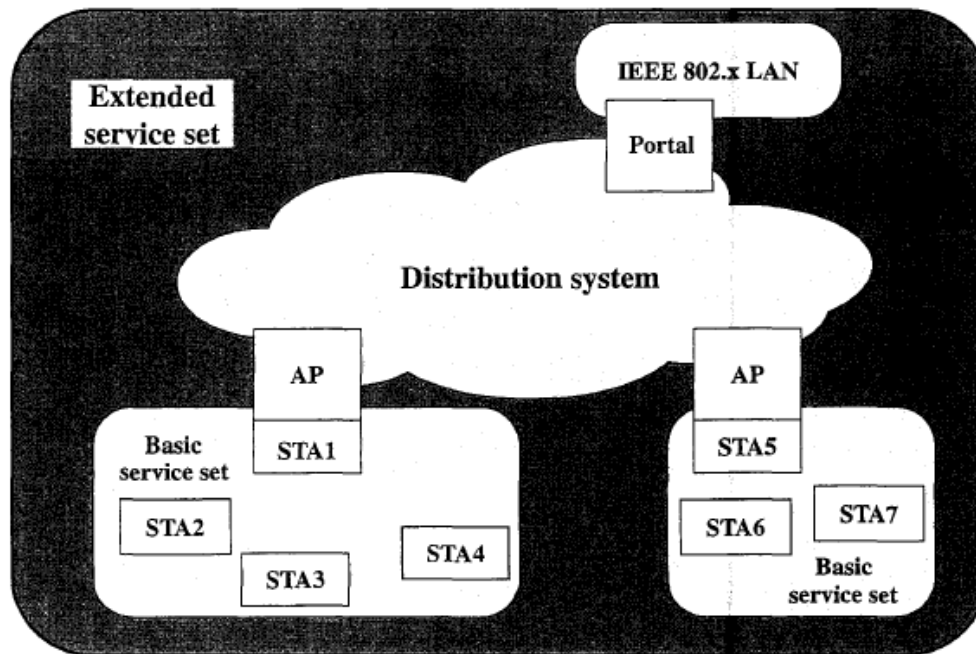 IEEE 802.x LAN
Extended
service set
Portal
Distribution system
AP
AP
Basic
service set
STA1
STA5
STA2
STA3
STA4
STA6
STA7
Basic
service set